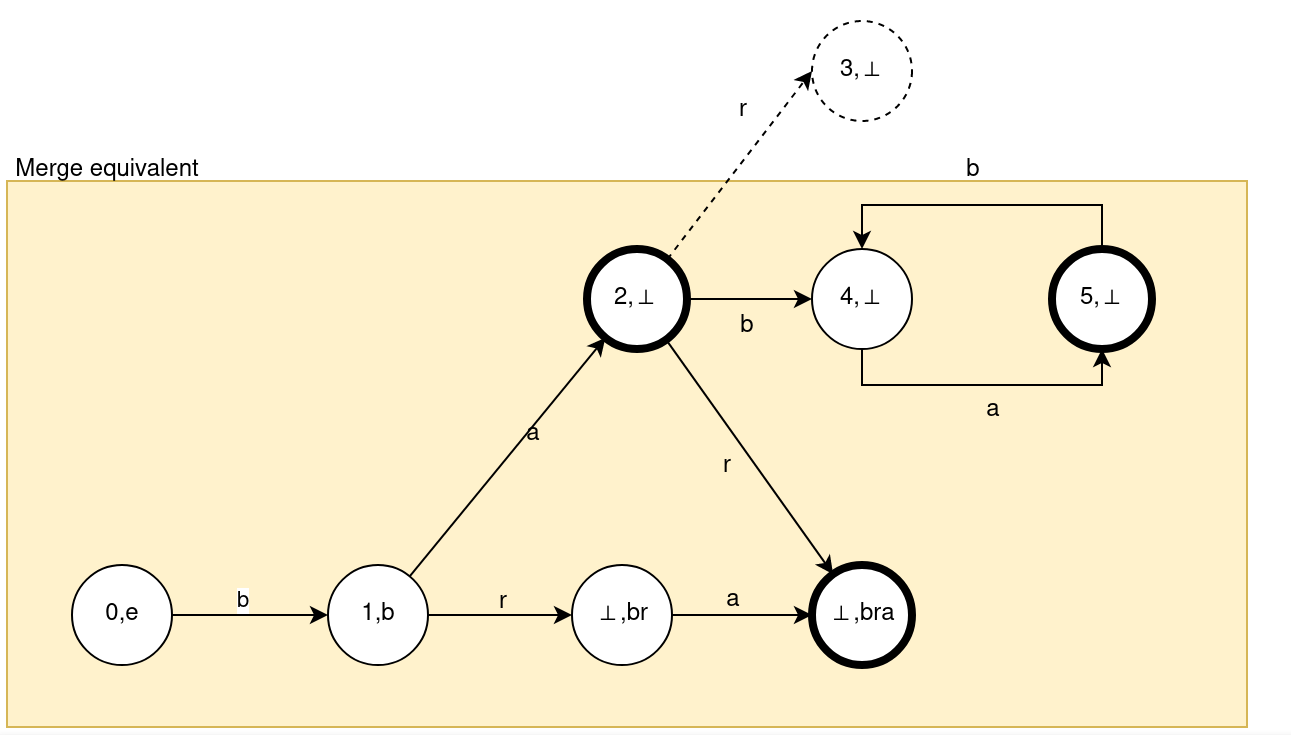 3,⊥
r
Merge equivalent
b
2,⊥
4,⊥
5,⊥
b
a
a
r
0,e
b
1,b
r
⊥,br
a
⊥,bra